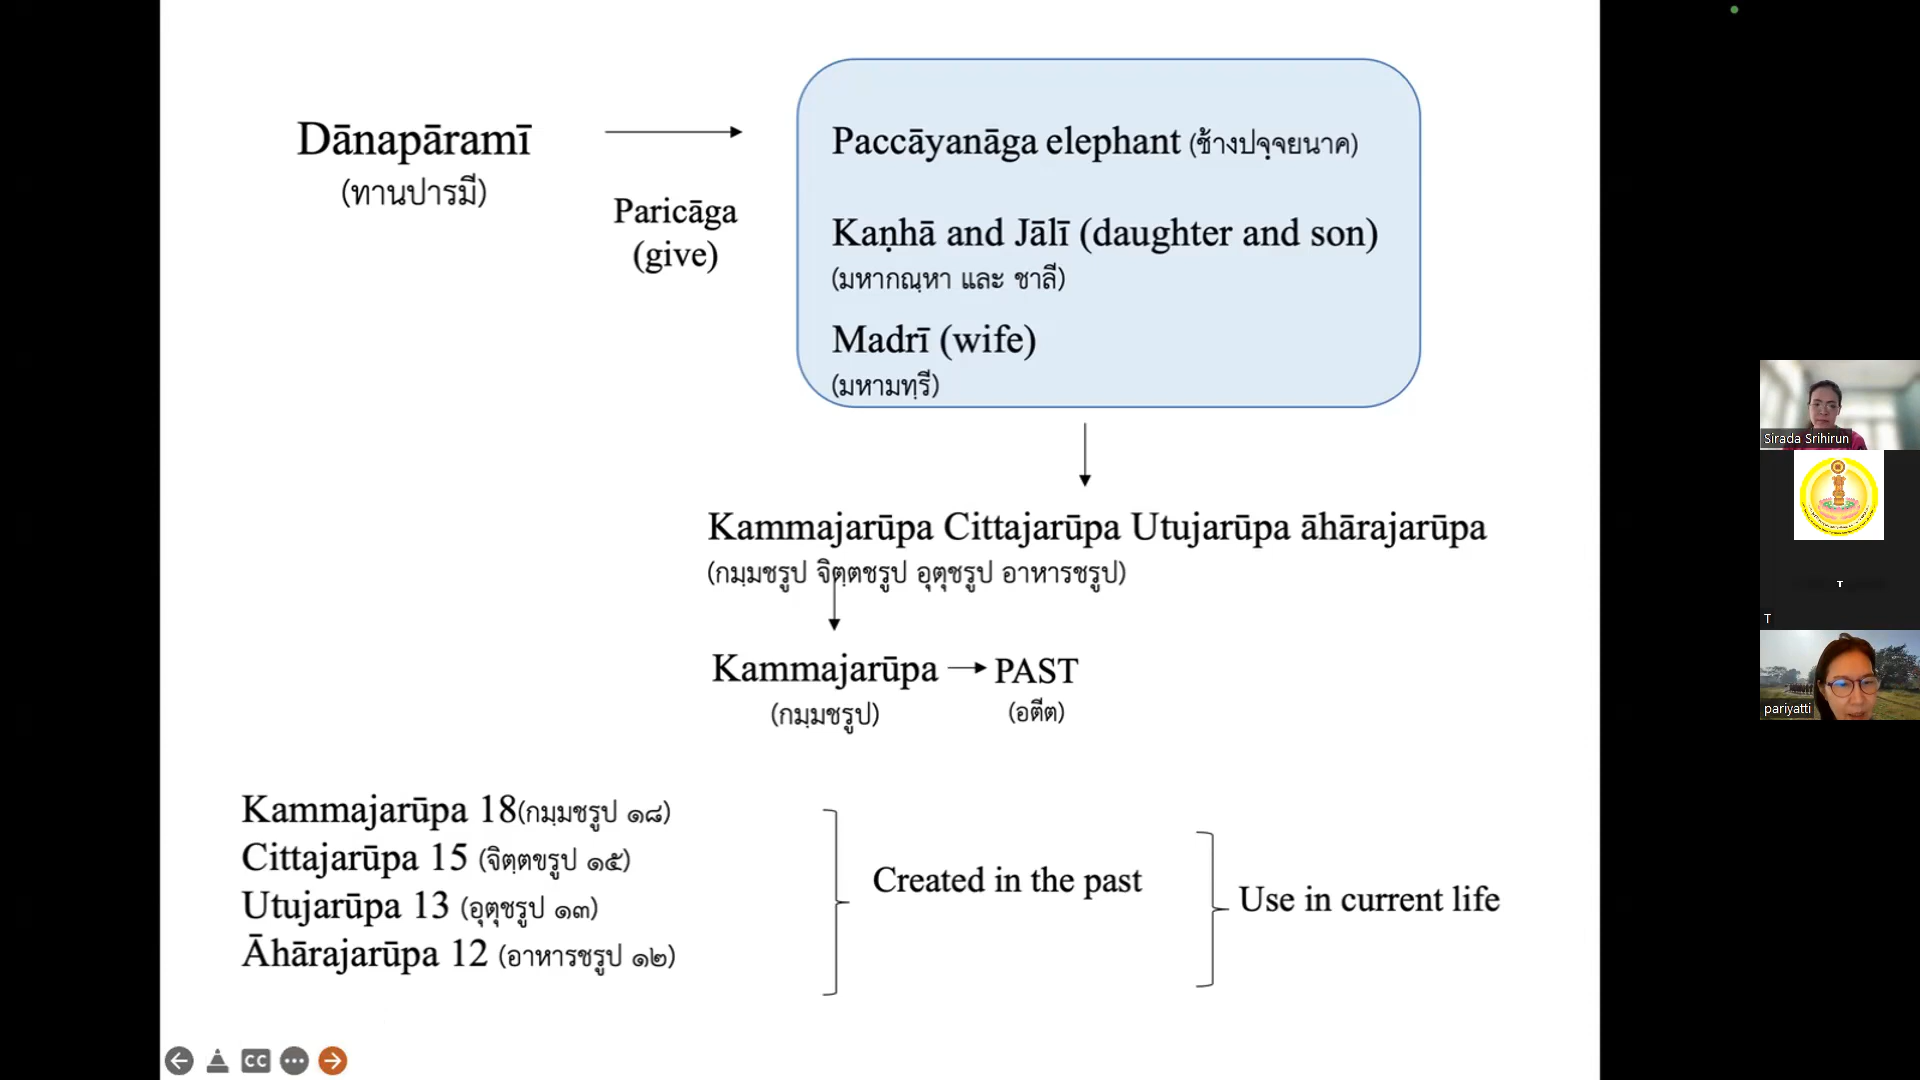 Dānapāramī
(ทานปารมี)
Paricāga
(give)
Paccāyanāga elephant (ช้างปจฺจยนาค)
Kaṇhā and Jālī (daughter and son)
(มหากณฺหา และ ชาลี)
Madrī (wife)
(มหามทฺรี)
Kammajarūpa Cittajarūpa Utujarūpa āhārajarūpa
(กมฺมชรูป จิตฺตชรูป อุตุชรูป อาหารชรูป)
Kammajarūpa
PAST
(กมฺมชรูป)
(อตีต)
Kammajarūpa 18(กมฺมชรูป ๑๘)
Cittajarūpa 15 (จิตฺตขรูป ๑๕)
Utujarūpa 13 (อุตุชรูป ๑๓)
Āhārajarūpa 12 (อาหารชรูป ๑๒)
Created in the past
Use in current life
Sirada Srihirun
T
T
pariyatti
CC